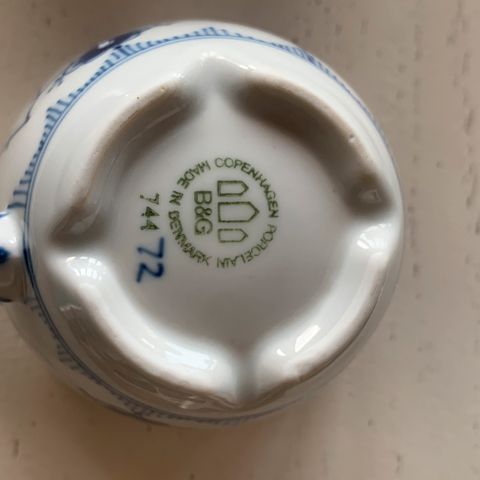 COPENHAGEN PORCELAIN
MADE IN DENMARK
B&G
744
72